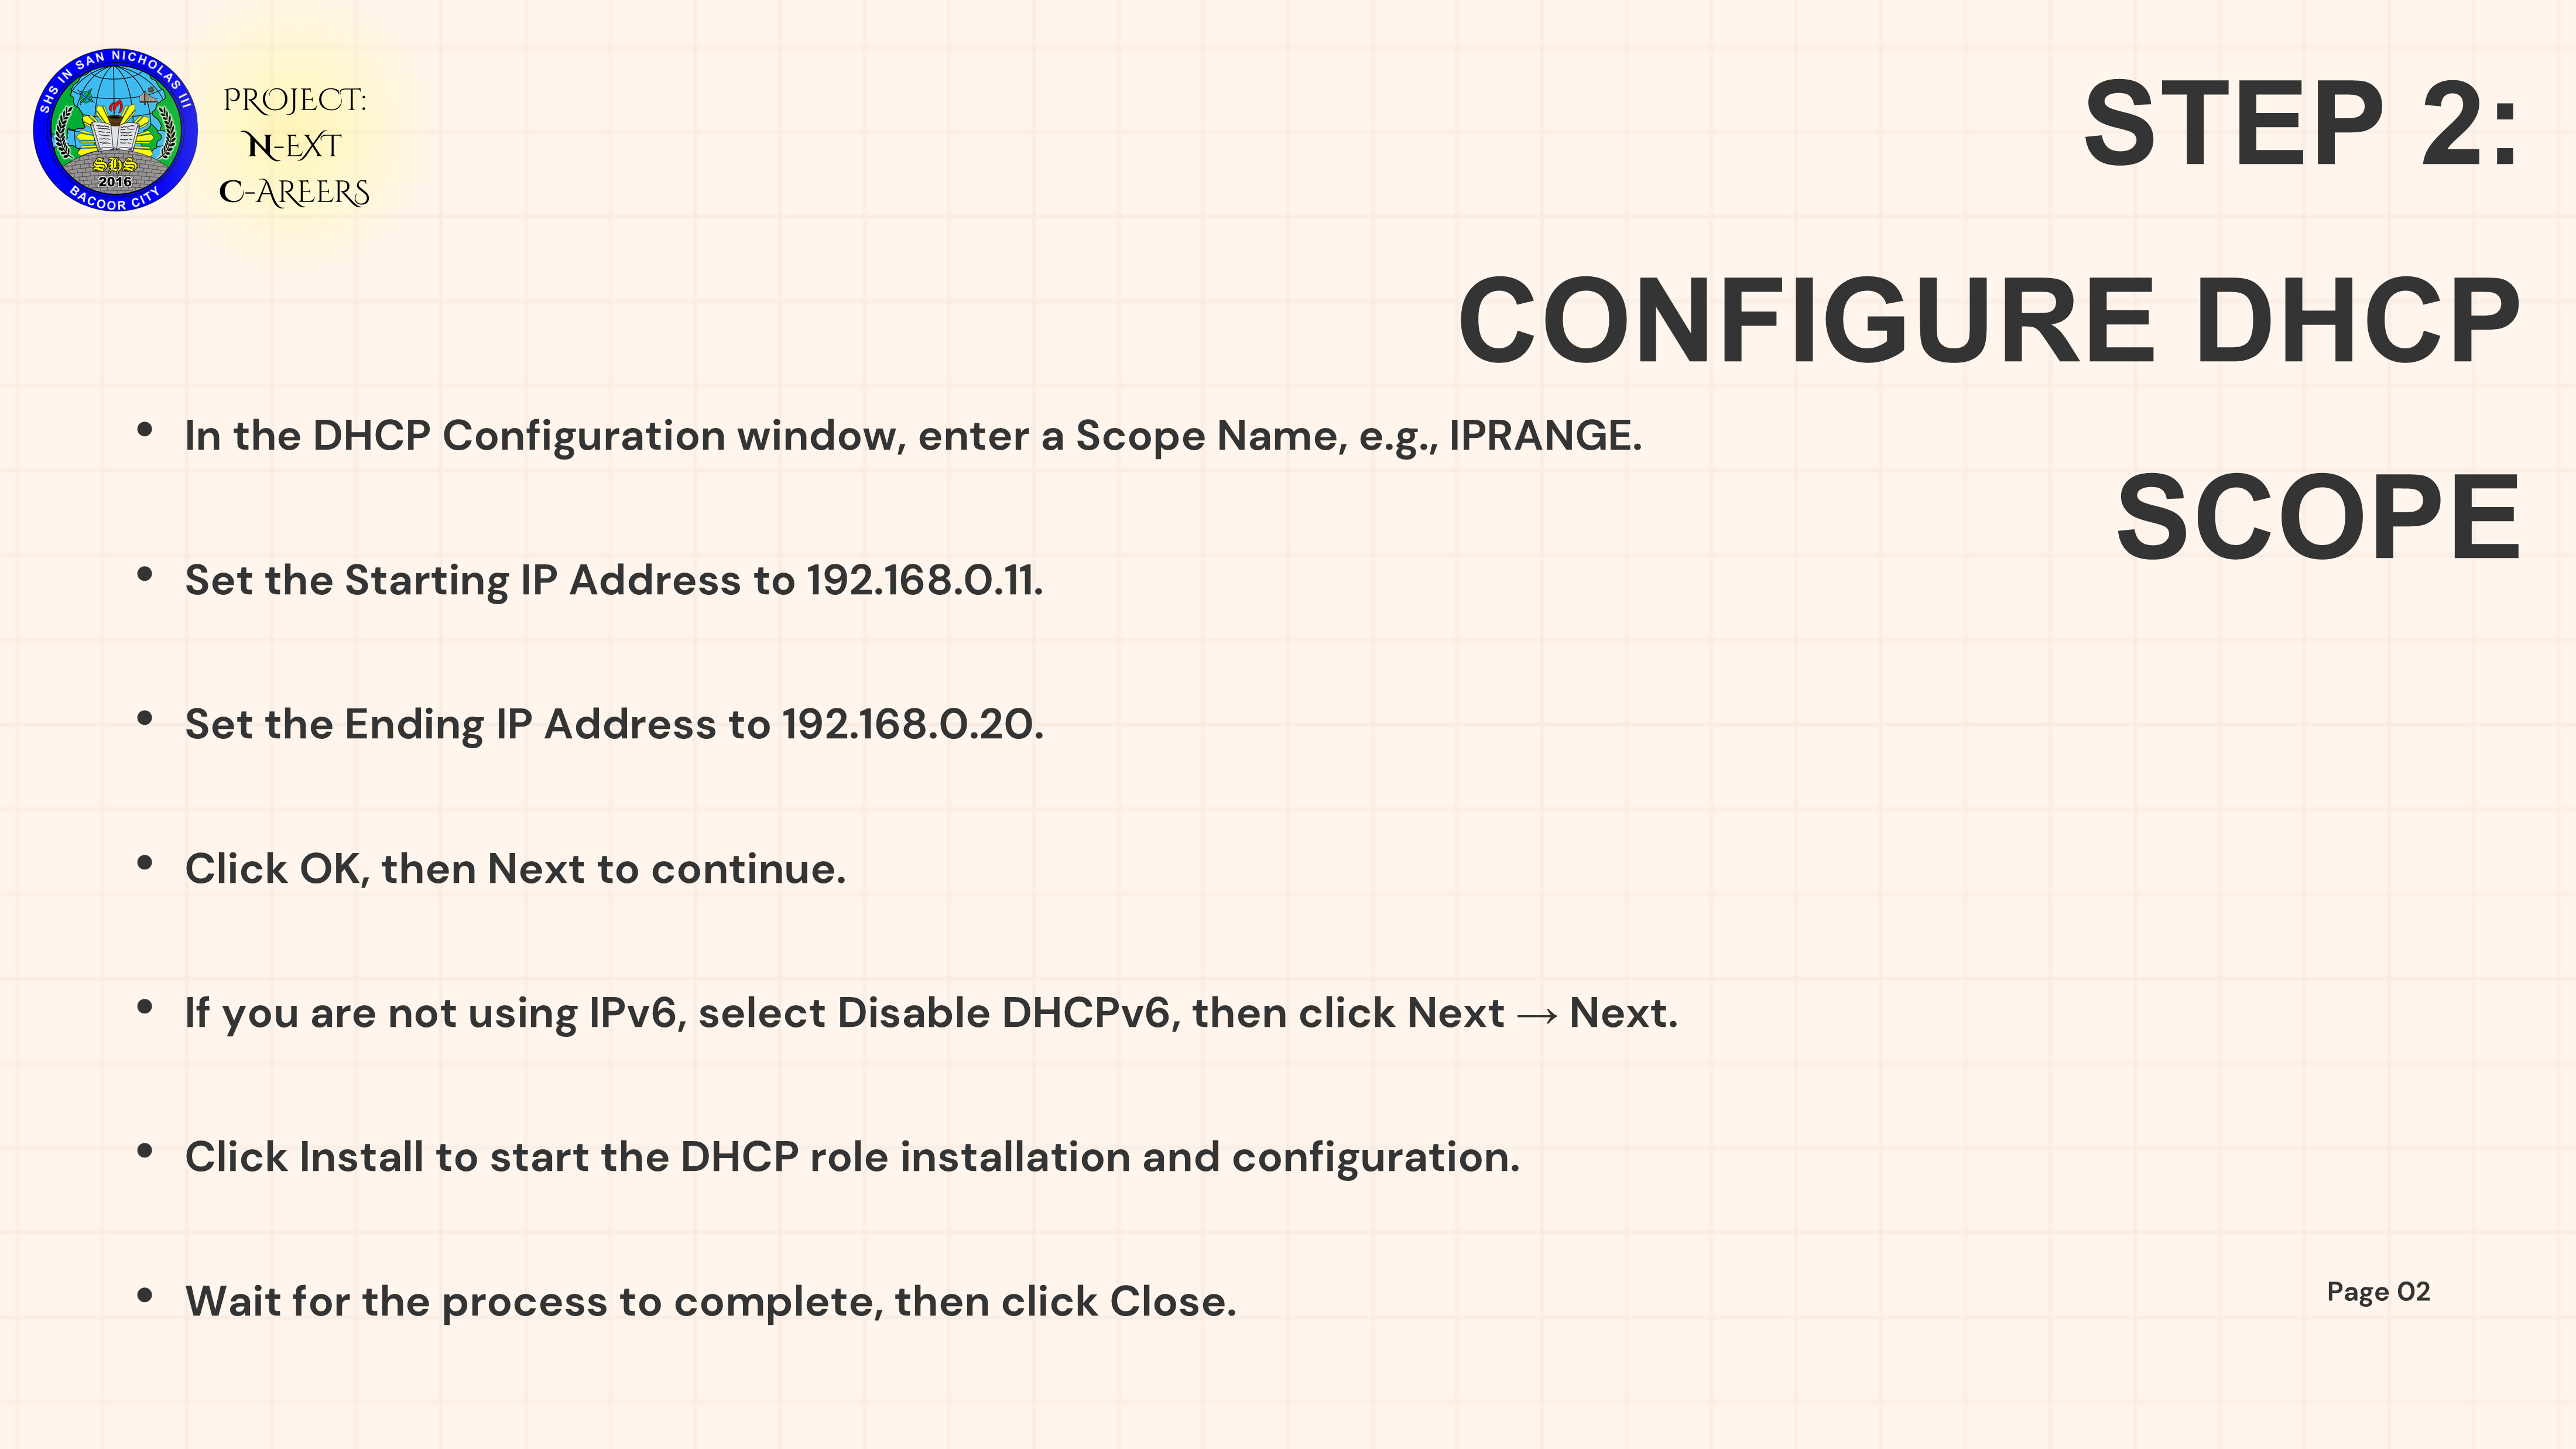 SHS IN SAN NICHOLAS III
SHS
2016
BACOOR CITY
PROJECT:
N-EXT
C-AREERS
STEP 2:
CONFIGURE DHCP
SCOPE
• In the DHCP Configuration window, enter a Scope Name, e.g., IPRANGE.
• Set the Starting IP Address to 192.168.0.11.
• Set the Ending IP Address to 192.168.0.20.
• Click OK, then Next to continue.
• If you are not using IPv6, select Disable DHCPv6, then click Next → Next.
• Click Install to start the DHCP role installation and configuration.
• Wait for the process to complete, then click Close.
Page 02